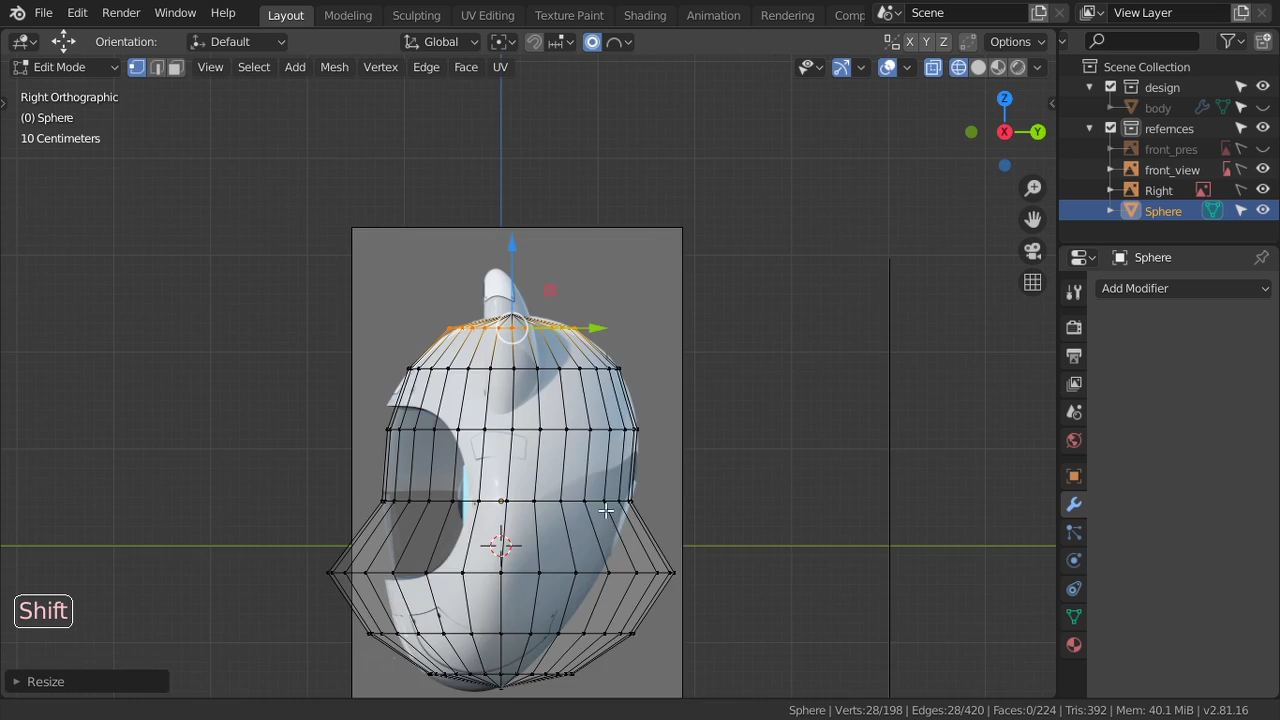 File Edit Render Window Help Layout Modeling Sculpting UV Editing Texture Paint Shading Animation Rendering Comp Scene View Layer
Orientation: Default Global X Y Z Options
Edit Mode View Select Add Mesh Vertex Edge Face UV
Scene Collection
design
body
refernces
front_pres
front_view
Right
Sphere
Right Orthographic
(0) Sphere
10 Centimeters
Z
X
Y
Sphere
Add Modifier
Shift
Resize
Sphere | Verts:28/198 | Edges:28/420 | Faces:0/224 | Tris:392 | Mem: 40.1 MiB | v2.81.16